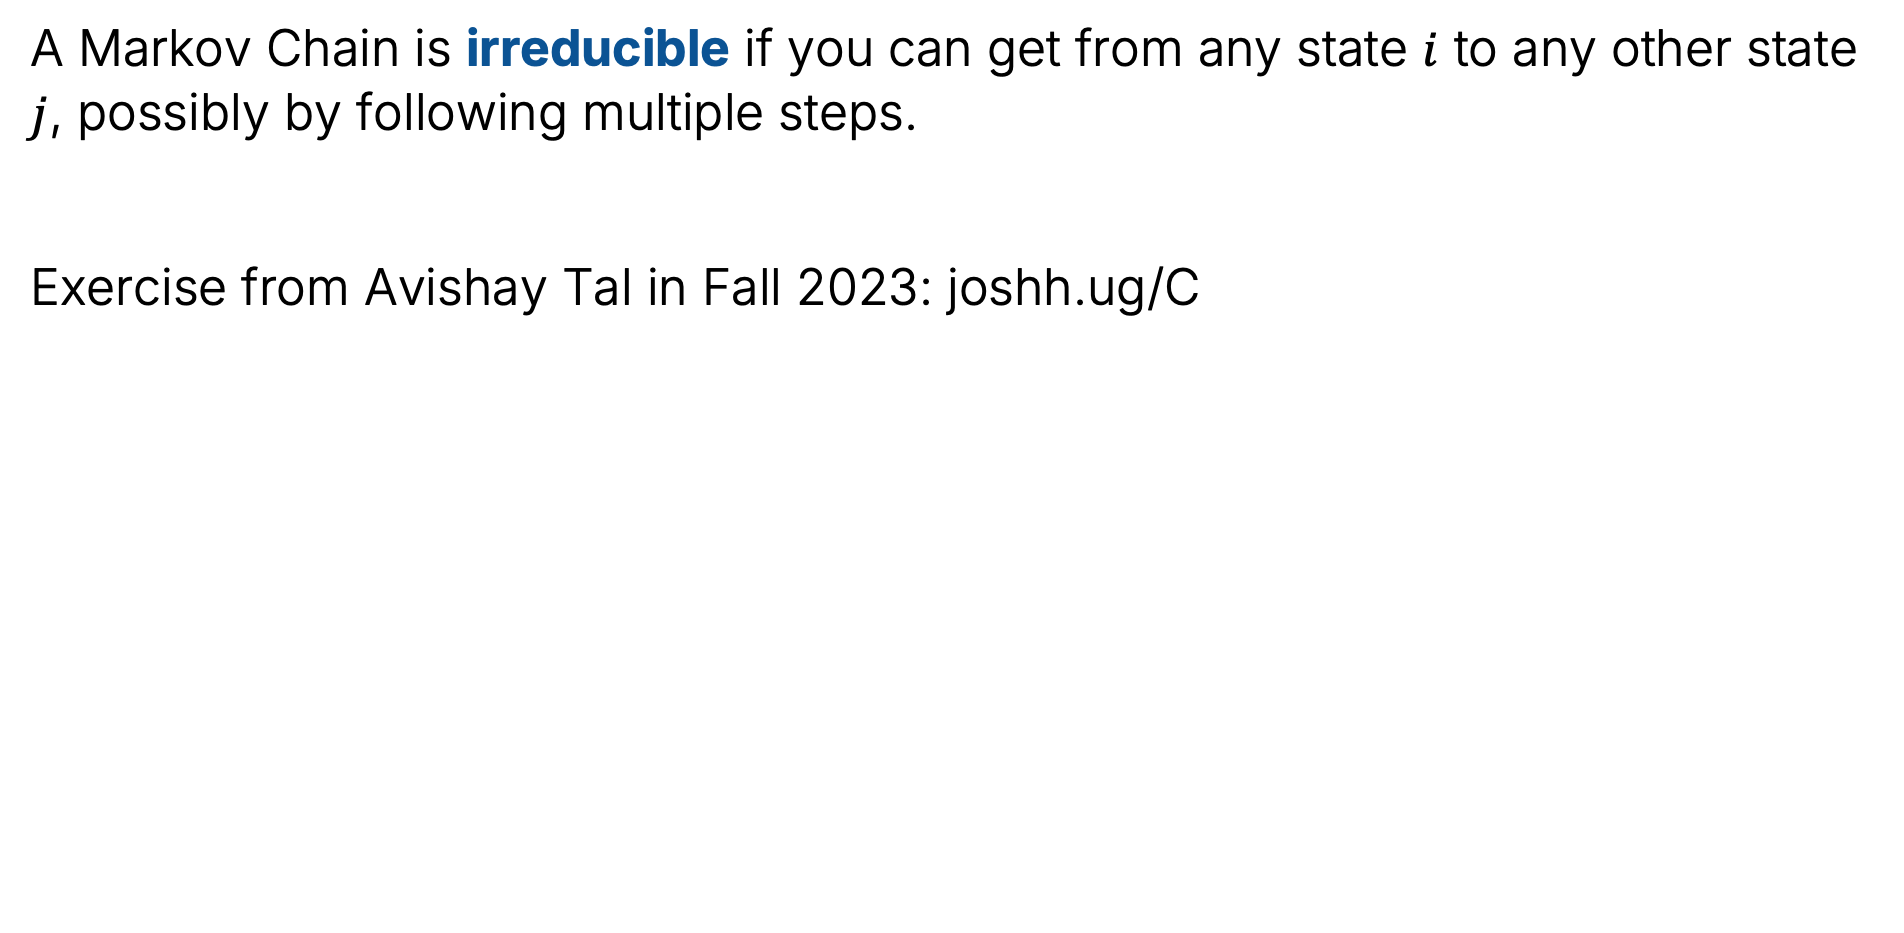 A Markov Chain is irreducible if you can get from any state i to any other state
j, possibly by following multiple steps.
Exercise from Avishay Tal in Fall 2023: joshh.ug/C